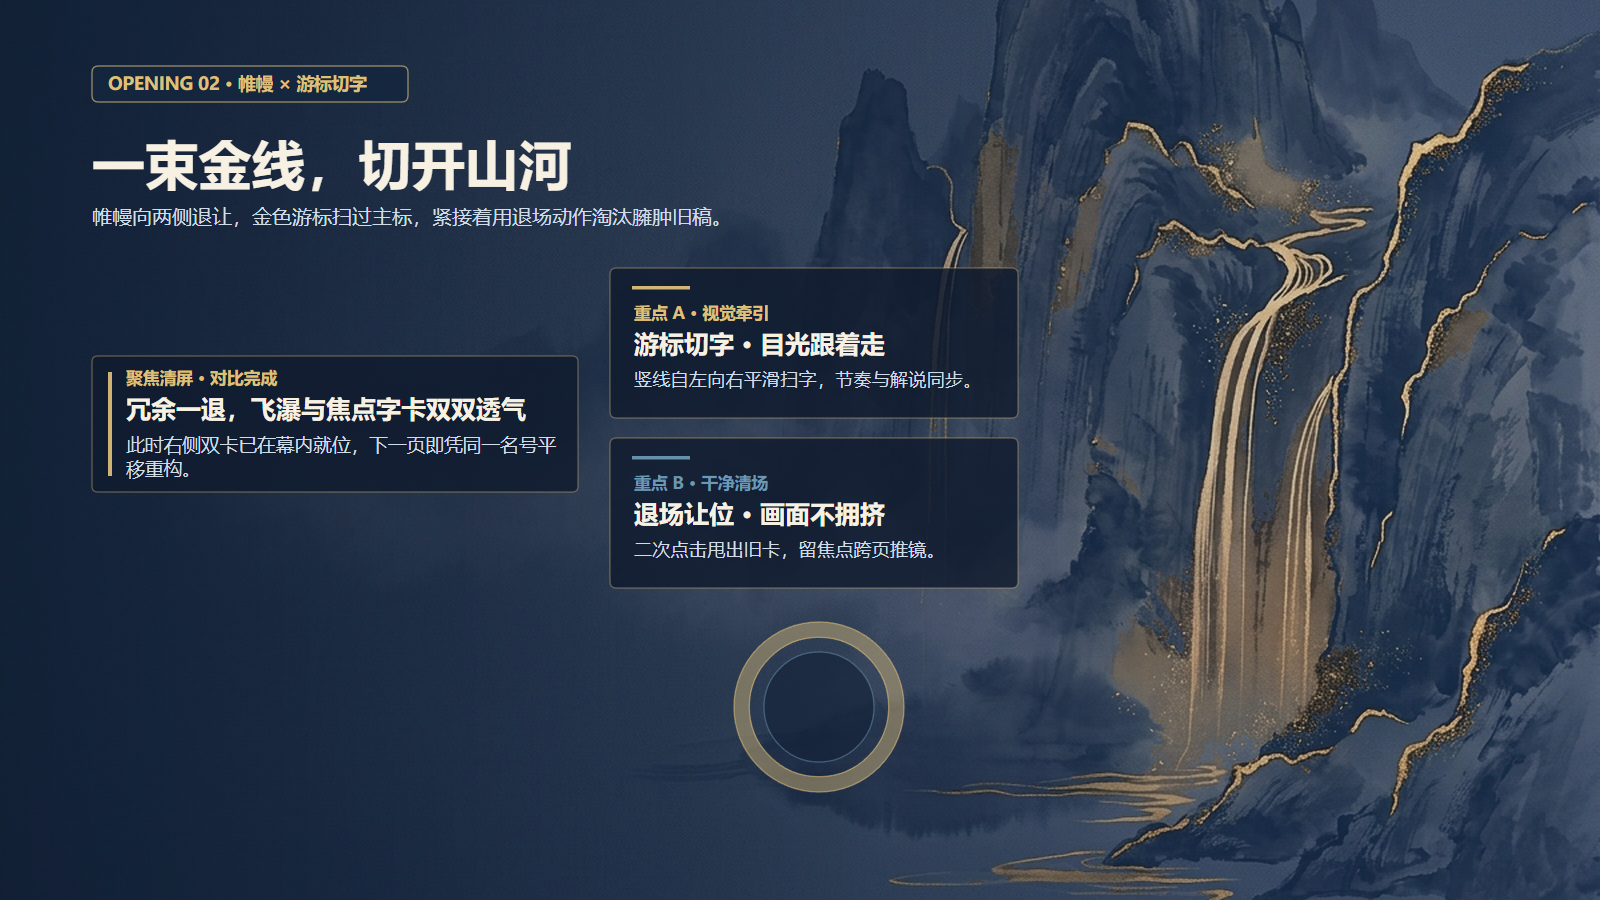 OPENING 02 • 帷幔 × 游标切字
一束金线，切开山河
帷幔向两侧退让，金色游标扫过主标，紧接着用退场动作淘汰臃肿旧稿。
聚焦清屏 • 对比完成
冗余一退，飞瀑与焦点字卡双双透气
此时右侧双卡已在幕内就位，下一页即凭同一名号平
移重构。
重点 A • 视觉牵引
游标切字 • 目光跟着走
竖线自左向右平滑扫字，节奏与解说同步。
重点 B • 干净清场
退场让位 • 画面不拥挤
二次点击甩出旧卡，留焦点跨页推镜。